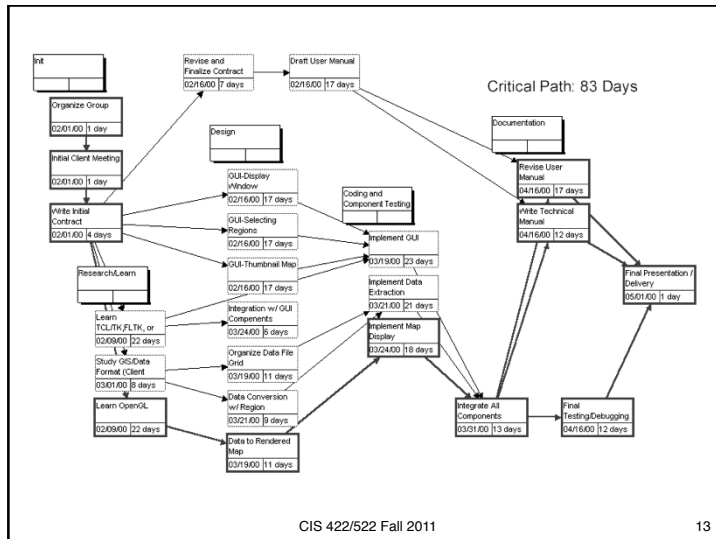 Init
Organize Group
02/01/00 1 day
Initial Client Meeting
02/01/00 1 day
Write Initial
Contract
02/01/00 4 days
Research/Learn
Learn
TCL/TK,FLTK, or
02/09/00 22 days
Study GIS/Data
Format (Client
03/01/00 8 days
Learn OpenGL
02/09/00 22 days
Revise and
Finalize Contract
02/16/00 7 days
Draft User Manual
02/16/00 17 days
Design
GUI-Display
Window
02/16/00 17 days
GUI-Selecting
Regions
02/16/00 17 days
GUI-Thumbnail Map
02/16/00 17 days
Integration w/ GUI
Compenents
03/24/00 6 days
Organize Data File
Grid
03/19/00 11 days
Data Conversion
w/ Region
03/21/00 9 days
Data to Rendered
Map
03/19/00 11 days
Coding and
Component Testing
Implement GUI
03/19/00 23 days
Implement Data
Extraction
03/21/00 21 days
Implement Map
Display
03/24/00 18 days
Integrate All
Components
03/31/00 13 days
Critical Path: 83 Days
Documentation
Revise User
Manual
04/16/00 17 days
Write Technical
Manual
04/16/00 12 days
Final Presentation /
Delivery
05/01/00 1 day
Final
Testing/Debugging
04/16/00 12 days
CIS 422/522 Fall 2011
13